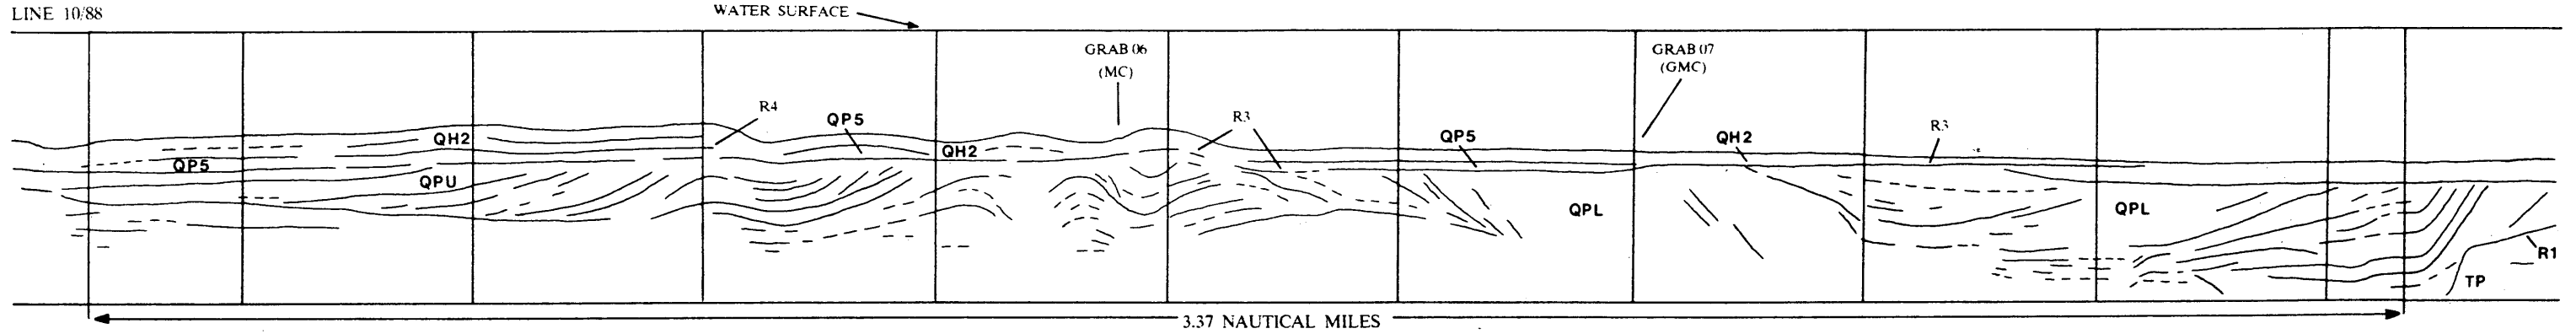 LINE 10/88
WATER SURFACE
GRAB 06
(MC)
GRAB 07
(GMC)
R4
QP5
R3
QH2
QP5
QH2
R3
QH2
QP5
QPU
QPL
QPL
R1
TP
3.37 NAUTICAL MILES